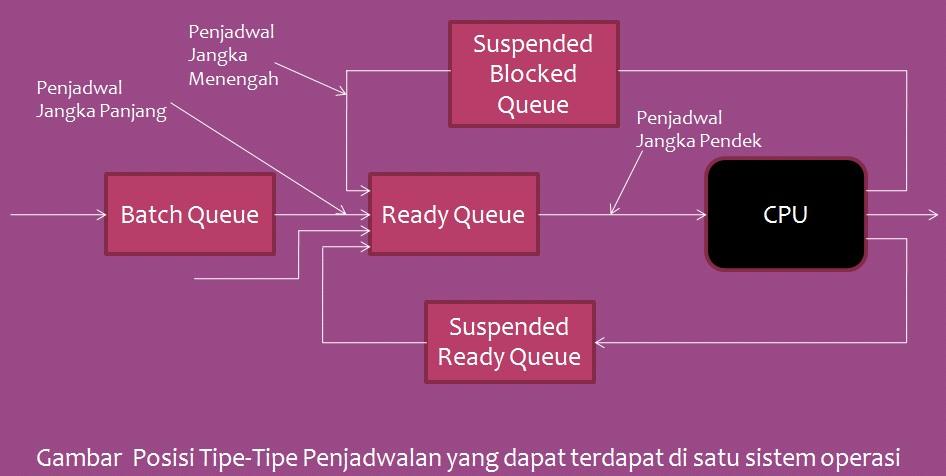 Penjadwal
Jangka
Menengah
Suspended
Blocked
Queue
Penjadwal
Jangka Panjang
Penjadwal
Jangka Pendek
Batch Queue
Ready Queue
CPU
Suspended
Ready Queue
Gambar  Posisi Tipe-Tipe Penjadwalan yang dapat terdapat di satu sistem operasi